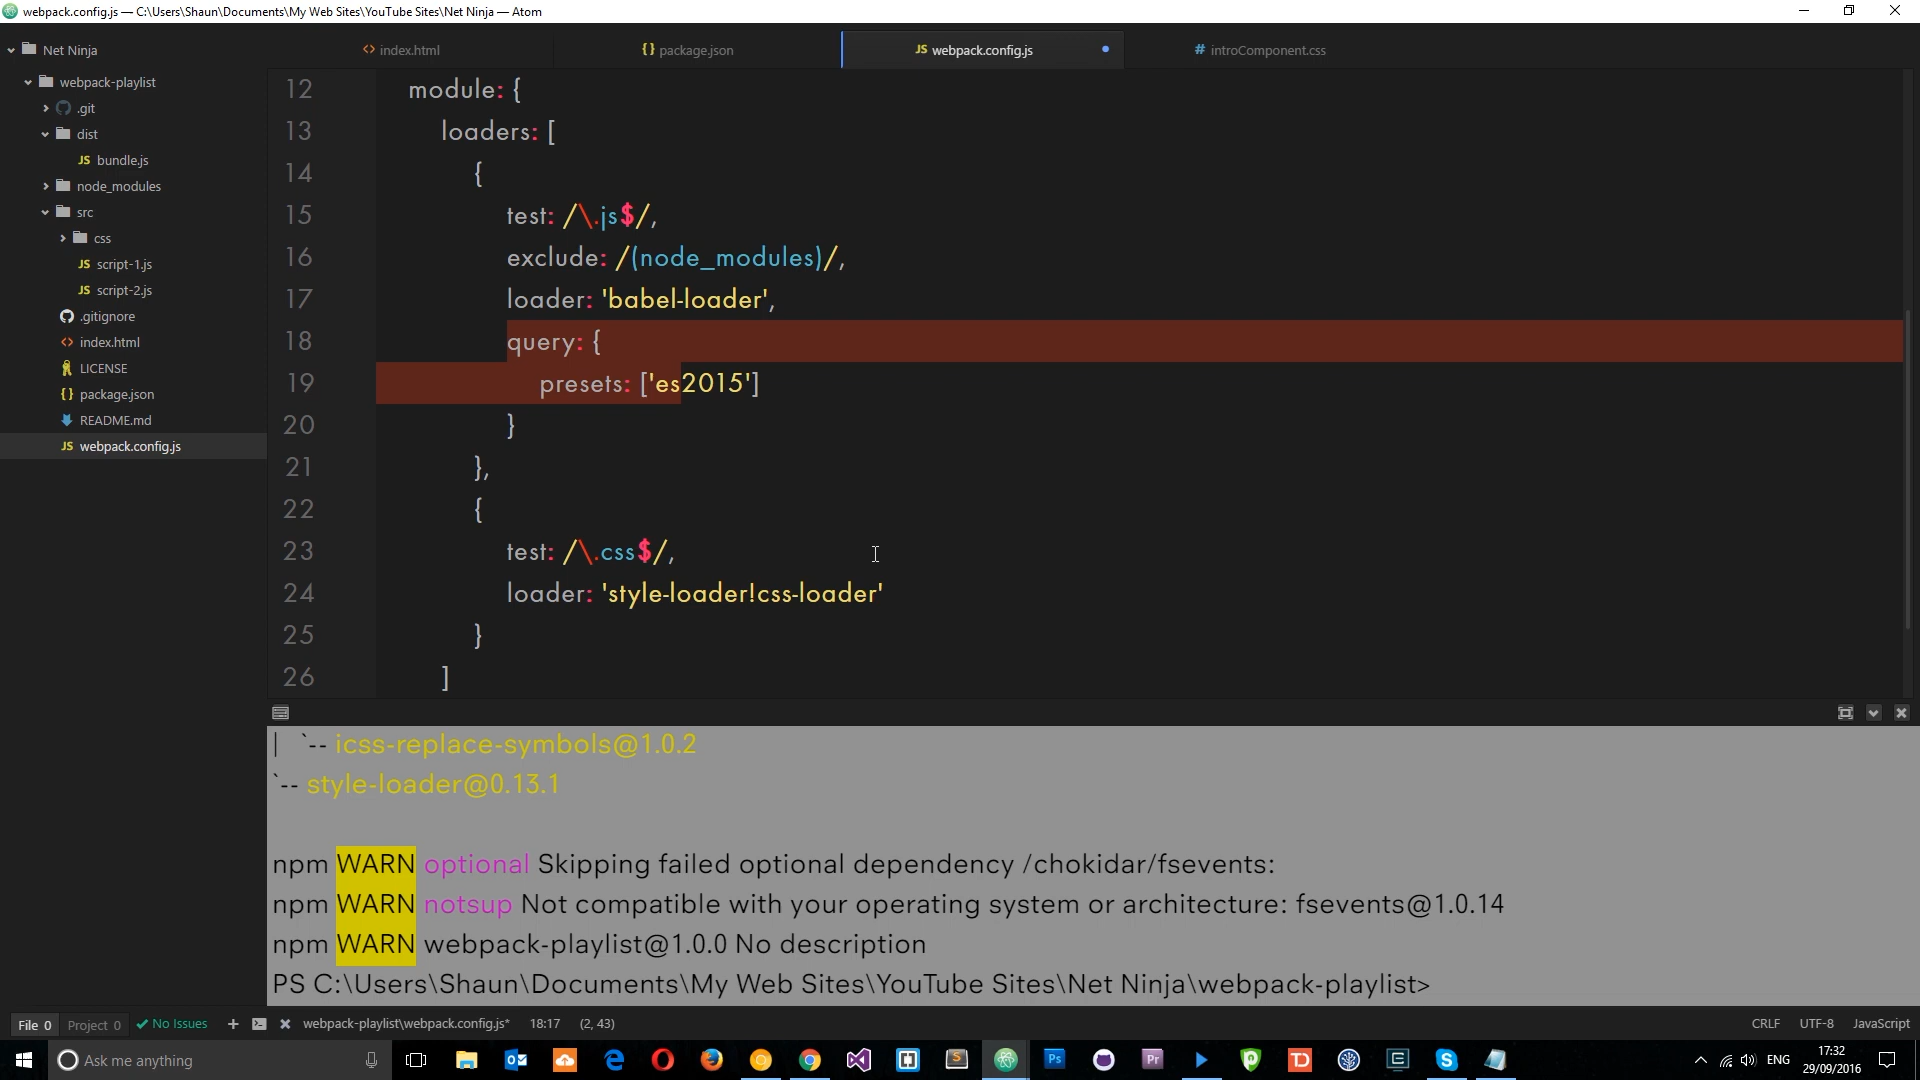 webpack.config.js — C:\Users\Shaun\Documents\My Web Sites\YouTube Sites\Net Ninja — Atom
Net Ninja
webpack-playlist
.git
dist
JS bundle.js
node_modules
src
css
JS script-1.js
JS script-2.js
.gitignore
<> index.html
LICENSE
{} package.json
README.md
JS webpack.config.js
<> index.html
{} package.json
JS webpack.config.js
# introComponent.css
12 module: {
13 loaders: [
14 {
15 test: /\.js$/,
16 exclude: /(node_modules)/,
17 loader: 'babel-loader',
18 query: {
19 presets: ['es2015']
20 }
21 },
22 {
23 test: /\.css$/,
24 loader: 'style-loader!css-loader'
25 }
26 ]
| `-- icss-replace-symbols@1.0.2
`-- style-loader@0.13.1
npm WARN optional Skipping failed optional dependency /chokidar/fsevents:
npm WARN notsup Not compatible with your operating system or architecture: fsevents@1.0.14
npm WARN webpack-playlist@1.0.0 No description
PS C:\Users\Shaun\Documents\My Web Sites\YouTube Sites\Net Ninja\webpack-playlist>
File 0 Project 0 No Issues webpack-playlist\webpack.config.js* 18:17 (2, 43) CRLF UTF-8 JavaScript
Ask me anything
Ps
Pr
TD
ENG
17:32
29/09/2016